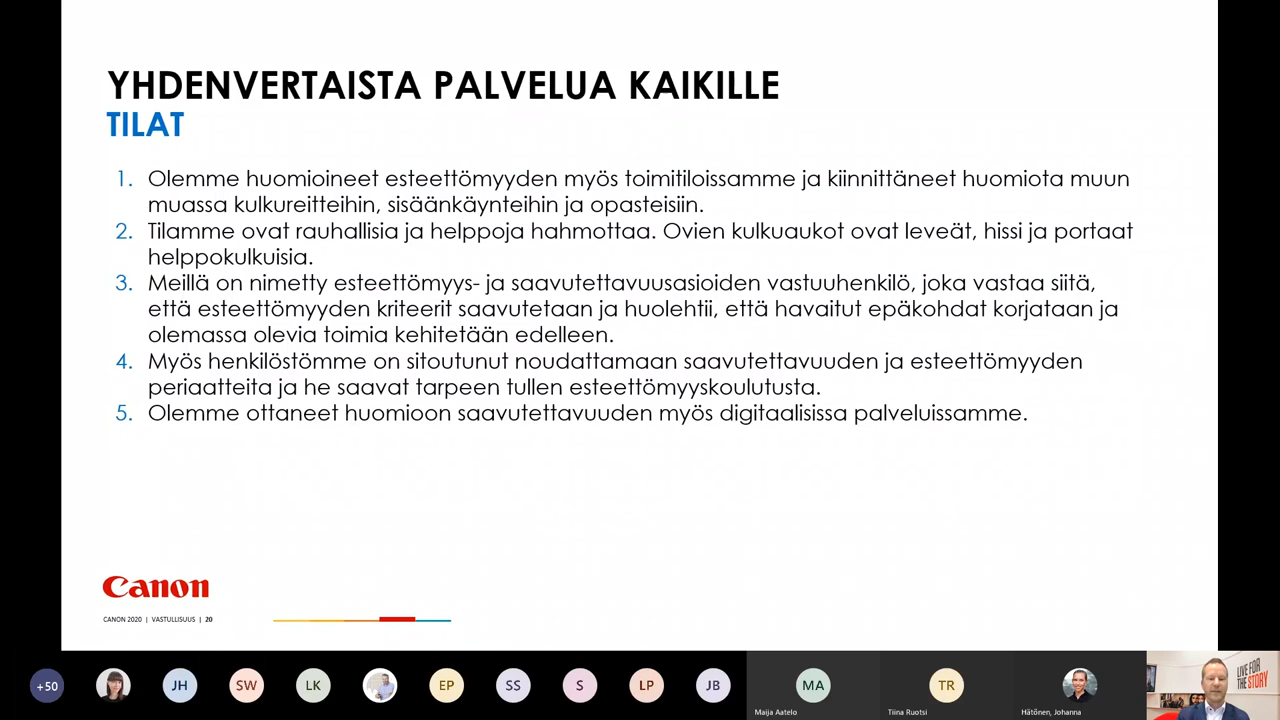 YHDENVERTAISTA PALVELUA KAIKILLE
TILAT
1. Olemme huomioineet esteettömyyden myös toimitiloissamme ja kiinnittäneet huomiota muun
muassa kulkureitteihin, sisäänkäynteihin ja opasteisiin.
2. Tilamme ovat rauhallisia ja helppoja hahmottaa. Ovien kulkuaukot ovat leveät, hissi ja portaat
helppokulkuisia.
3. Meillä on nimetty esteettömyys- ja saavutettavuusasioiden vastuuhenkilö, joka vastaa siitä,
että esteettömyyden kriteerit saavutetaan ja huolehtii, että havaitut epäkohdat korjataan ja
olemassa olevia toimia kehitetään edelleen.
4. Myös henkilöstömme on sitoutunut noudattamaan saavutettavuuden ja esteettömyyden
periaatteita ja he saavat tarpeen tullen esteettömyyskoulutusta.
5. Olemme ottaneet huomioon saavutettavuuden myös digitaalisissa palveluissamme.
Canon
CANON 2020 | VASTULLISUUS | 20
+50 JH SW LK EP SS S LP JB MA TR
Maija Aatelo Tiina Ruotsi Hätönen, Johanna
LIVE FOR
THE STORY